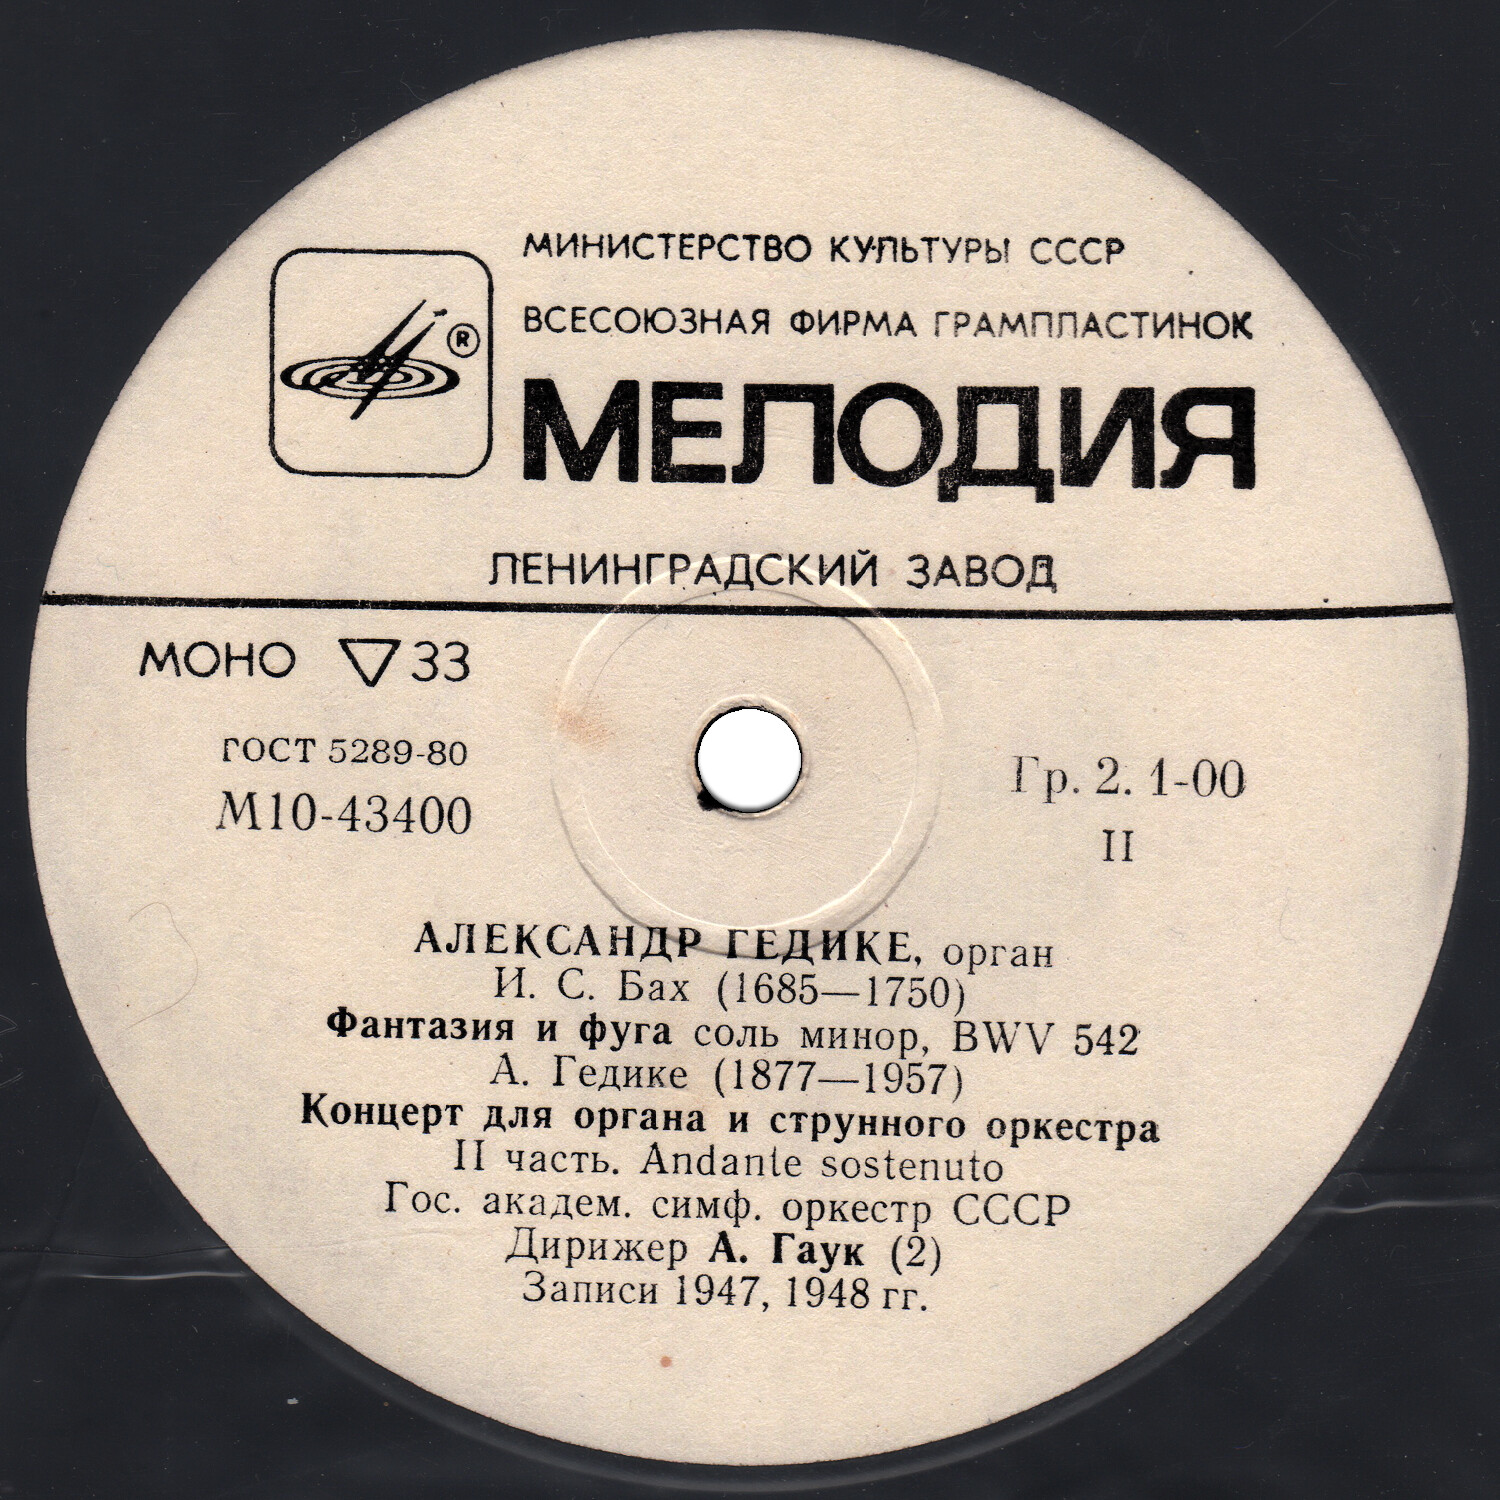 МИНИСТЕРСТВО КУЛЬТУРЫ СССР
ВСЕСОЮЗНАЯ ФИРМА ГРАМПЛАСТИНОК
®
МЕЛОДИЯ
ЛЕНИНГРАДСКИЙ ЗАВОД
МОНО ▽ 33
ГОСТ 5289-80
М10-43400
Гр. 2. 1-00
II
АЛЕКСАНДР ГЕДИКЕ, орган
И. С. Бах (1685—1750)
Фантазия и фуга соль минор, BWV 542
А. Гедике (1877—1957)
Концерт для органа и струнного оркестра
II часть. Andante sostenuto
Гос. академ. симф. оркестр СССР
Дирижер А. Гаук (2)
Записи 1947, 1948 гг.